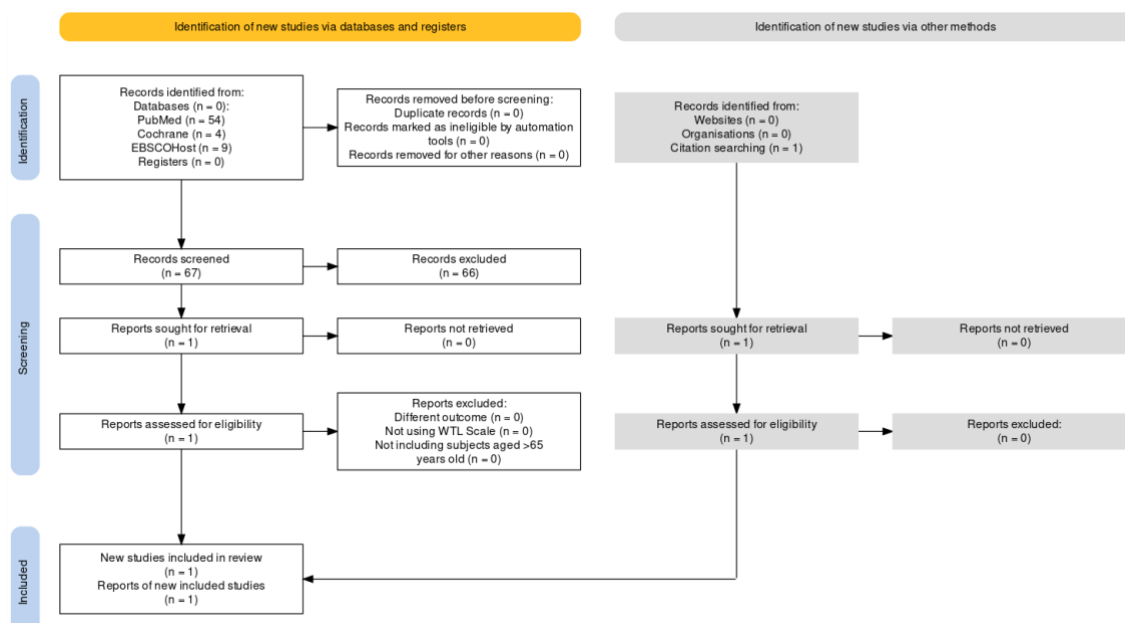 Identification of new studies via databases and registers
Identification of new studies via other methods
Identification
Records identified from:
Databases (n = 0):
PubMed (n = 54)
Cochrane (n = 4)
EBSCOHost (n = 9)
Registers (n = 0)
Records removed before screening:
Duplicate records (n = 0)
Records marked as ineligible by automation
tools (n = 0)
Records removed for other reasons (n = 0)
Records identified from:
Websites (n = 0)
Organisations (n = 0)
Citation searching (n = 1)
Screening
Records screened
(n = 67)
Records excluded
(n = 66)
Reports sought for retrieval
(n = 1)
Reports not retrieved
(n = 0)
Reports sought for retrieval
(n = 1)
Reports not retrieved
(n = 0)
Reports assessed for eligibility
(n = 1)
Reports excluded:
Different outcome (n = 0)
Not using WTL Scale (n = 0)
Not including subjects aged >65
years old (n = 0)
Reports assessed for eligibility
(n = 1)
Reports excluded:
(n = 0)
Included
New studies included in review
(n = 1)
Reports of new included studies
(n = 1)